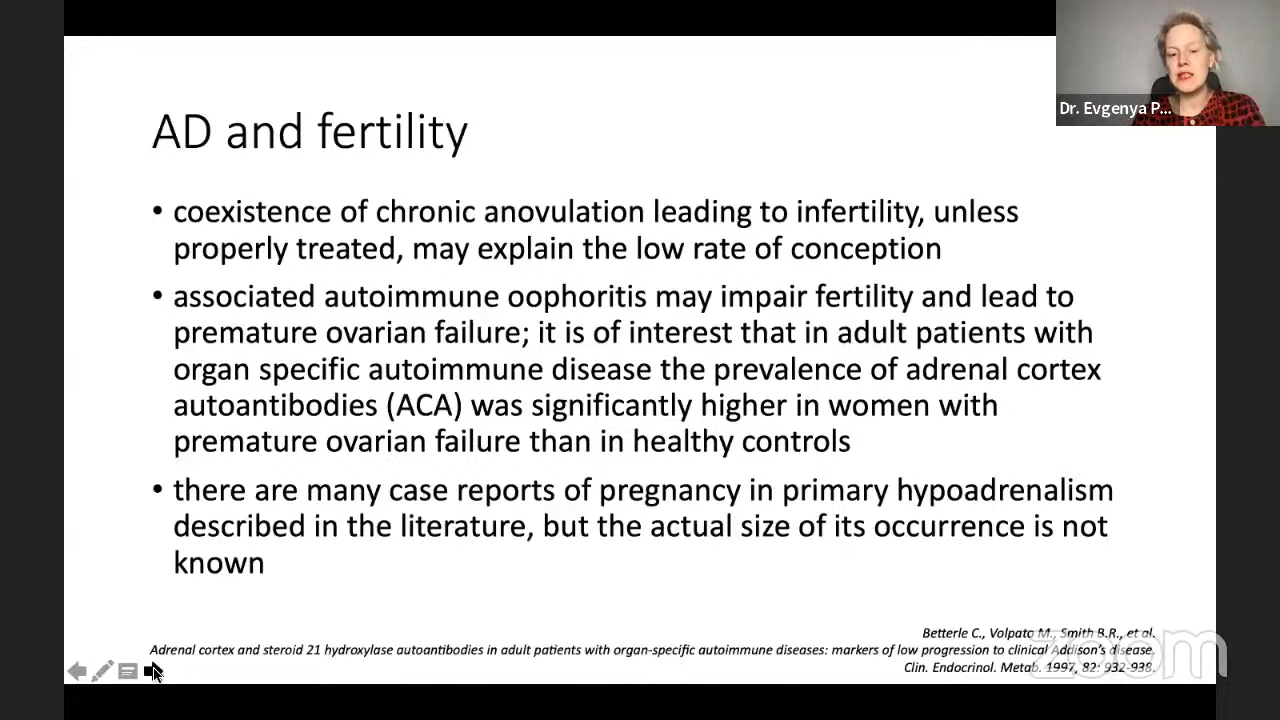 Dr. Evgenya P...
AD and fertility
• coexistence of chronic anovulation leading to infertility, unless
properly treated, may explain the low rate of conception
• associated autoimmune oophoritis may impair fertility and lead to
premature ovarian failure; it is of interest that in adult patients with
organ specific autoimmune disease the prevalence of adrenal cortex
autoantibodies (ACA) was significantly higher in women with
premature ovarian failure than in healthy controls
• there are many case reports of pregnancy in primary hypoadrenalism
described in the literature, but the actual size of its occurrence is not
known
Betterle C., Volpato M., Smith B.R., et al.
Adrenal cortex and steroid 21 hydroxylase autoantibodies in adult patients with organ-specific autoimmune diseases: markers of low progression to clinical Addison's disease.
Clin. Endocrinol. Metab. 1997, 82: 932-938.
zoom